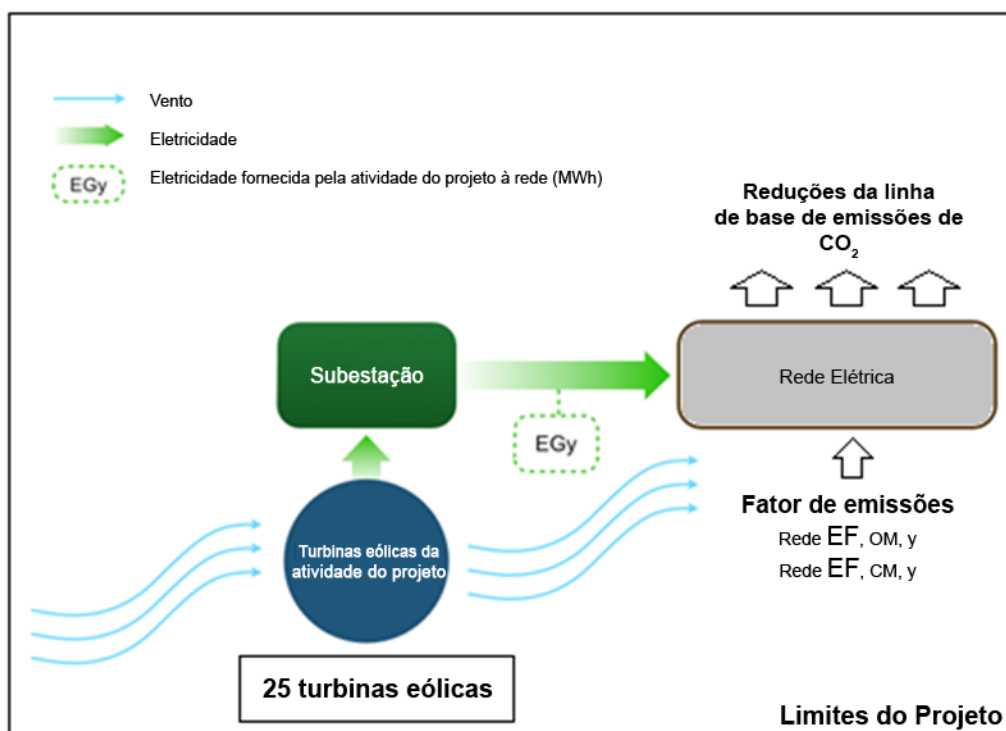 Vento
Eletricidade
EGy
Eletricidade fornecida pela atividade do projeto à rede (MWh)
Reduções da linha
de base de emissões de
CO₂
Subestação
Rede Elétrica
EGy
Turbinas eólicas da
atividade do projeto
Fator de emissões
Rede EF, OM, y
Rede EF, CM, y
25 turbinas eólicas
Limites do Projeto